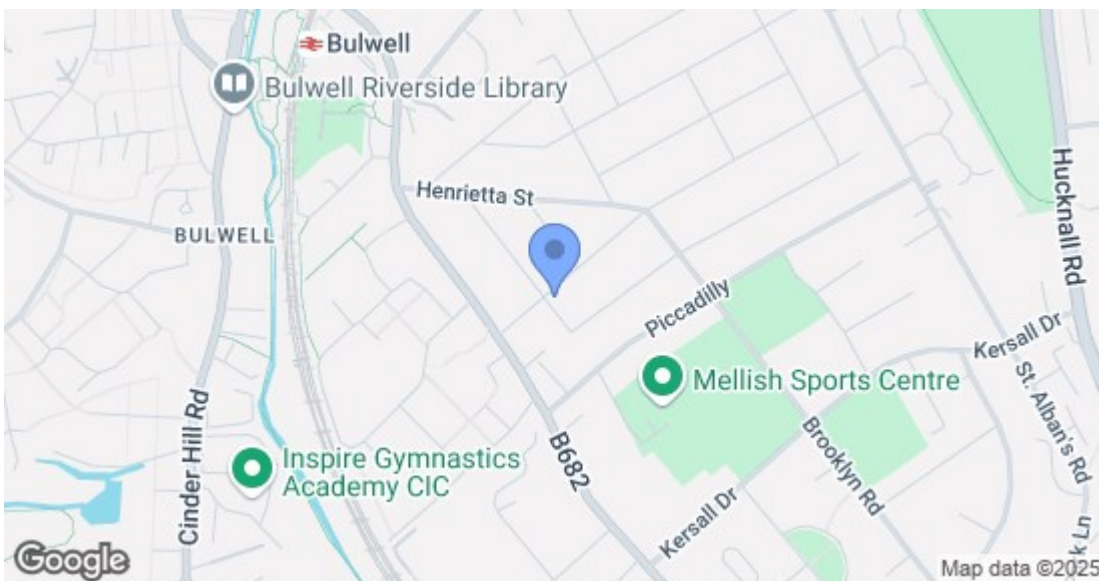 Bulwell
Bulwell Riverside Library
Henrietta St
BULWELL
Hucknall Rd
Piccadilly
Kersall Dr
Mellish Sports Centre
St. Alban's Rd
Cinder Hill Rd
B682
Brooklyn Rd
Inspire Gymnastics
Academy CIC
Kersall Dr
Google
Map data ©2025